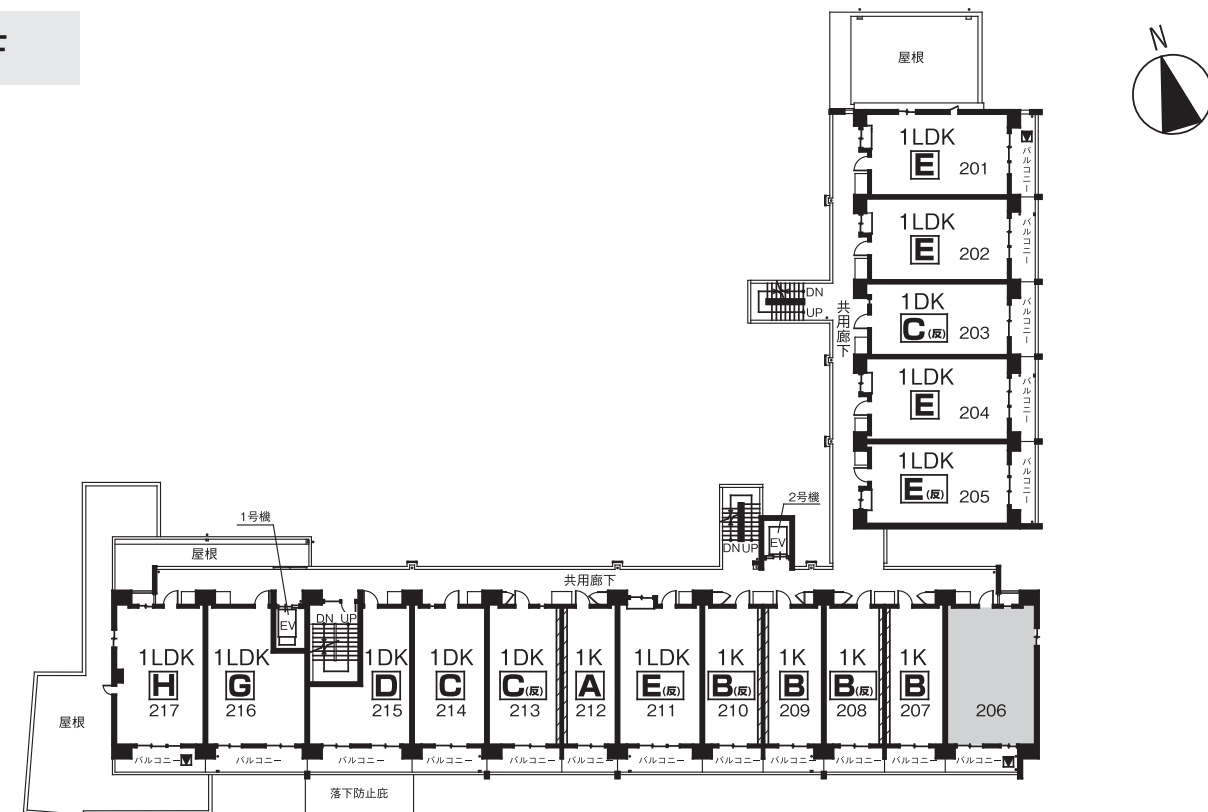 N
屋根
1LDK
E 201
バルコニー
1LDK
E 202
バルコニー
DN
UP
共用廊下
1DK
C(反) 203
バルコニー
1LDK
E 204
バルコニー
1LDK
E(反) 205
バルコニー
1号機
2号機
屋根
DN UP
EV
共用廊下
EV
DN UP
1LDK
H
217
1LDK
G
216
1DK
D
215
1DK
C
214
1DK
C(反)
213
1K
A
212
1LDK
E(反)
211
1K
B(反)
210
1K
B
209
1K
B(反)
208
1K
B
207
206
屋根
バルコニー
バルコニー
バルコニー
バルコニー
バルコニー
バルコニー
バルコニー
バルコニー
バルコニー
バルコニー
バルコニー
バルコニー
落下防止庇